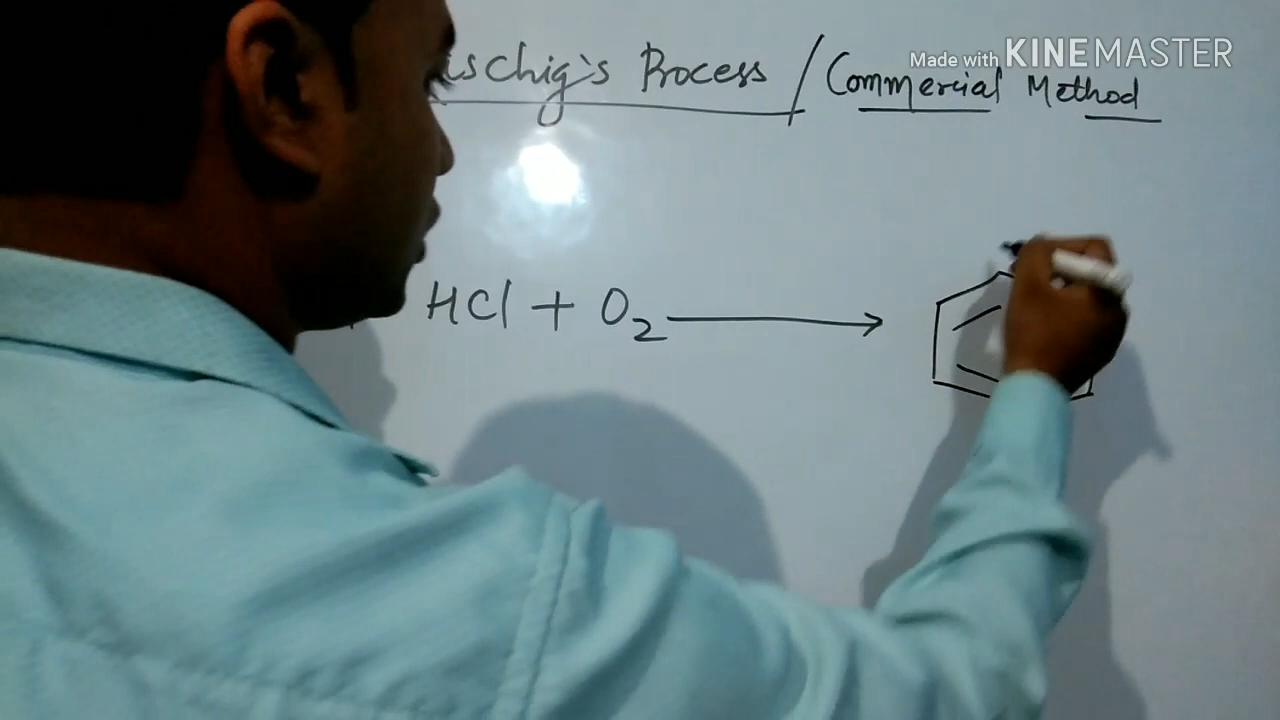 Made with KINEMASTER
ischig's Process / Commercial Method
HCl + O2 →